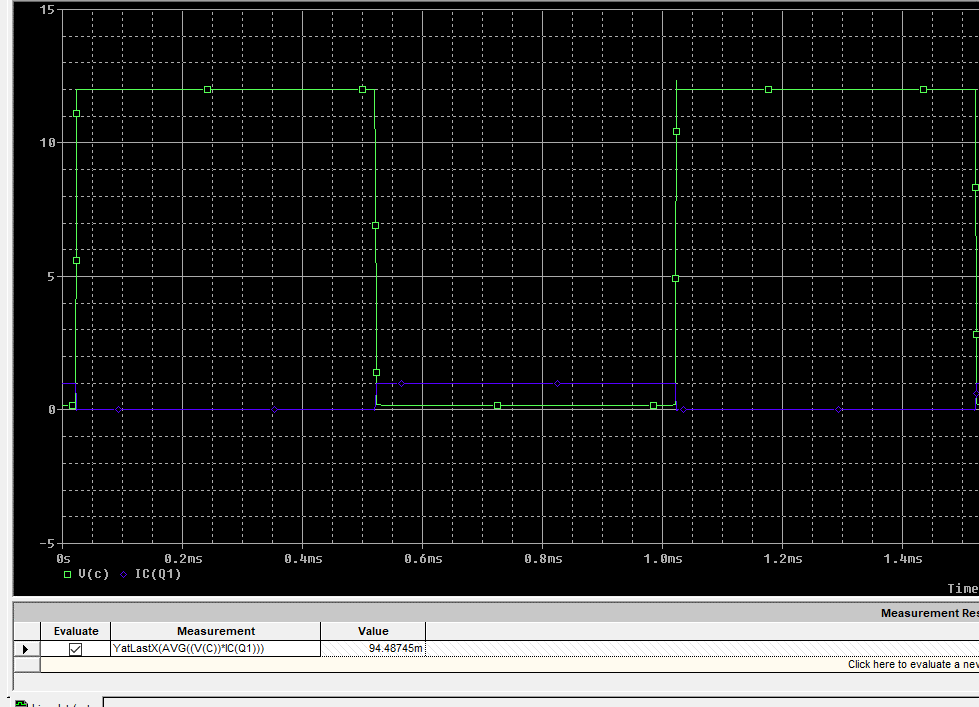 15
10
5
0
-5
0s 0.2ms 0.4ms 0.6ms 0.8ms 1.0ms 1.2ms 1.4ms
V(c) IC(Q1)
Time
Measurement Res
Evaluate Measurement Value
YatLastX(AVG((V(C))*IC(Q1))) 94.48745m
Click here to evaluate a new